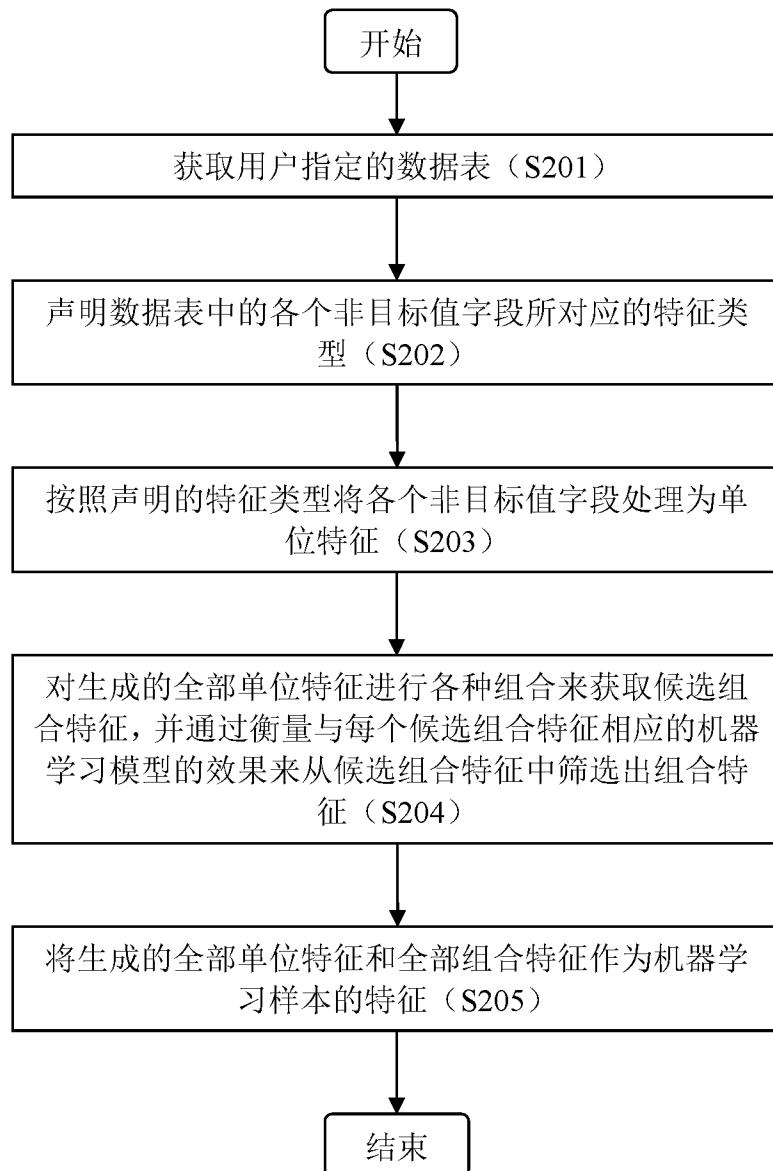 开始
获取用户指定的数据表（S201）
声明数据表中的各个非目标值字段所对应的特征类
型（S202）
按照声明的特征类型将各个非目标值字段处理为单
位特征（S203）
对生成的全部单位特征进行各种组合来获取候选组
合特征，并通过衡量与每个候选组合特征相应的机器
学习模型的效果来从候选组合特征中筛选出组合特
征（S204）
将生成的全部单位特征和全部组合特征作为机器学
习样本的特征（S205）
结束